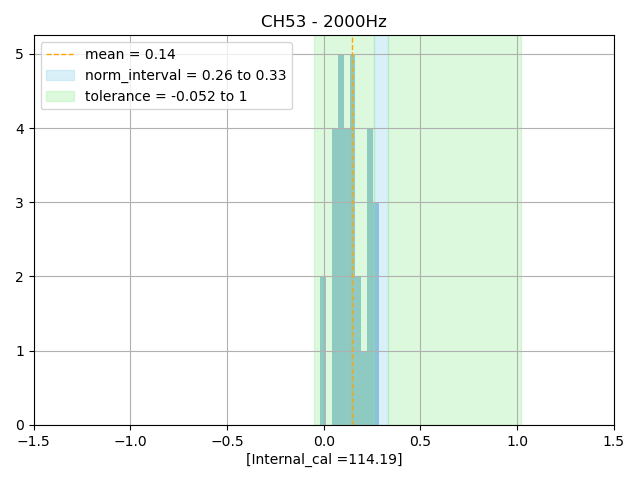 CH53 - 2000Hz
mean = 0.14
norm_interval = 0.26 to 0.33
tolerance = -0.052 to 1
5
4
3
2
1
0
−1.5 −1.0 −0.5 0.0 0.5 1.0 1.5
[Internal_cal =114.19]